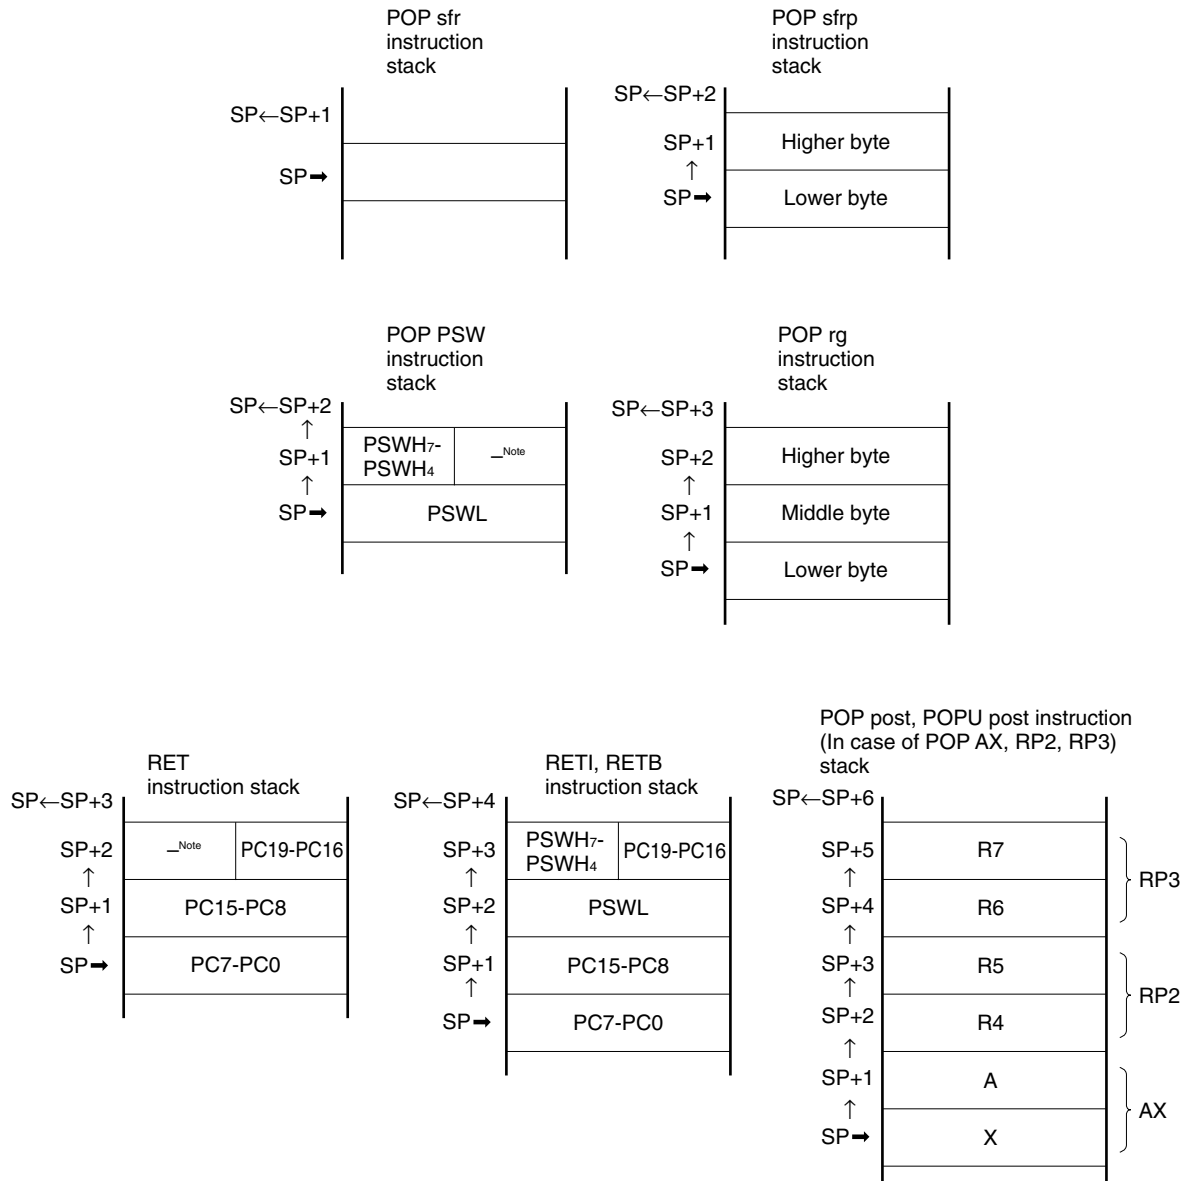 POP sfr
instruction
stack
SP←SP+1
SP➡
POP sfrp
instruction
stack
SP←SP+2
SP+1
↑
SP➡
Higher byte
Lower byte
POP PSW
instruction
stack
SP←SP+2
↑
SP+1
↑
SP➡
PSWH7-
PSWH4
–Note
PSWL
POP rg
instruction
stack
SP←SP+3
SP+2
↑
SP+1
↑
SP➡
Higher byte
Middle byte
Lower byte
RET
instruction stack
SP←SP+3
SP+2
↑
SP+1
↑
SP➡
–Note
PC19-PC16
PC15-PC8
PC7-PC0
RETI, RETB
instruction stack
SP←SP+4
SP+3
↑
SP+2
↑
SP+1
↑
SP➡
PSWH7-
PSWH4
PC19-PC16
PSWL
PC15-PC8
PC7-PC0
POP post, POPU post instruction
(In case of POP AX, RP2, RP3)
stack
SP←SP+6
SP+5
↑
SP+4
↑
SP+3
↑
SP+2
↑
SP+1
↑
SP➡
R7
R6
R5
R4
A
X
RP3
RP2
AX